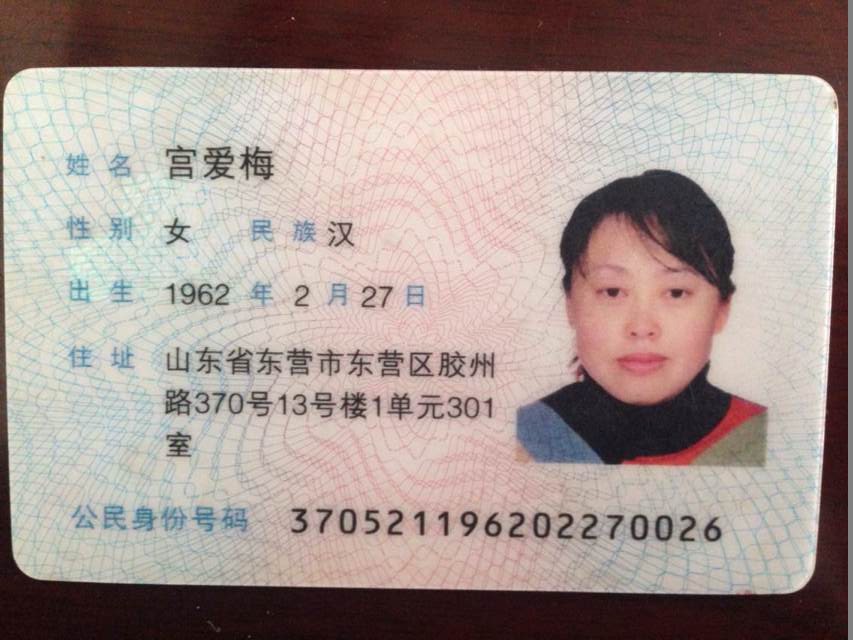 姓名 宫爱梅
性别 女 民族 汉
出生 1962 年 2 月 27 日
住址 山东省东营市东营区胶州
路370号13号楼1单元301
室
公民身份号码 370521196202270026